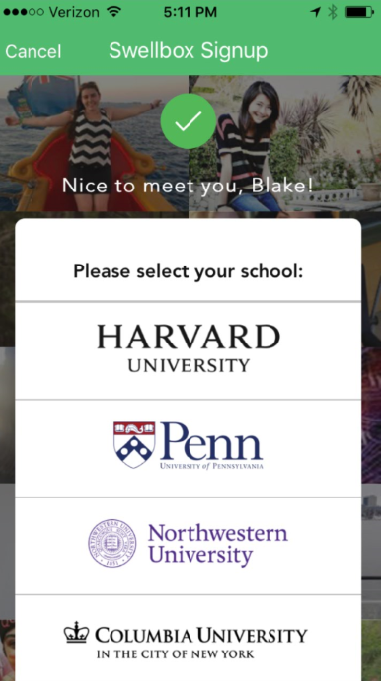 Verizon 5:11 PM
Cancel Swellbox Signup
Nice to meet you, Blake!
Please select your school:
HARVARD
UNIVERSITY
Penn
UNIVERSITY of PENNSYLVANIA
Northwestern
University
COLUMBIA UNIVERSITY
IN THE CITY OF NEW YORK